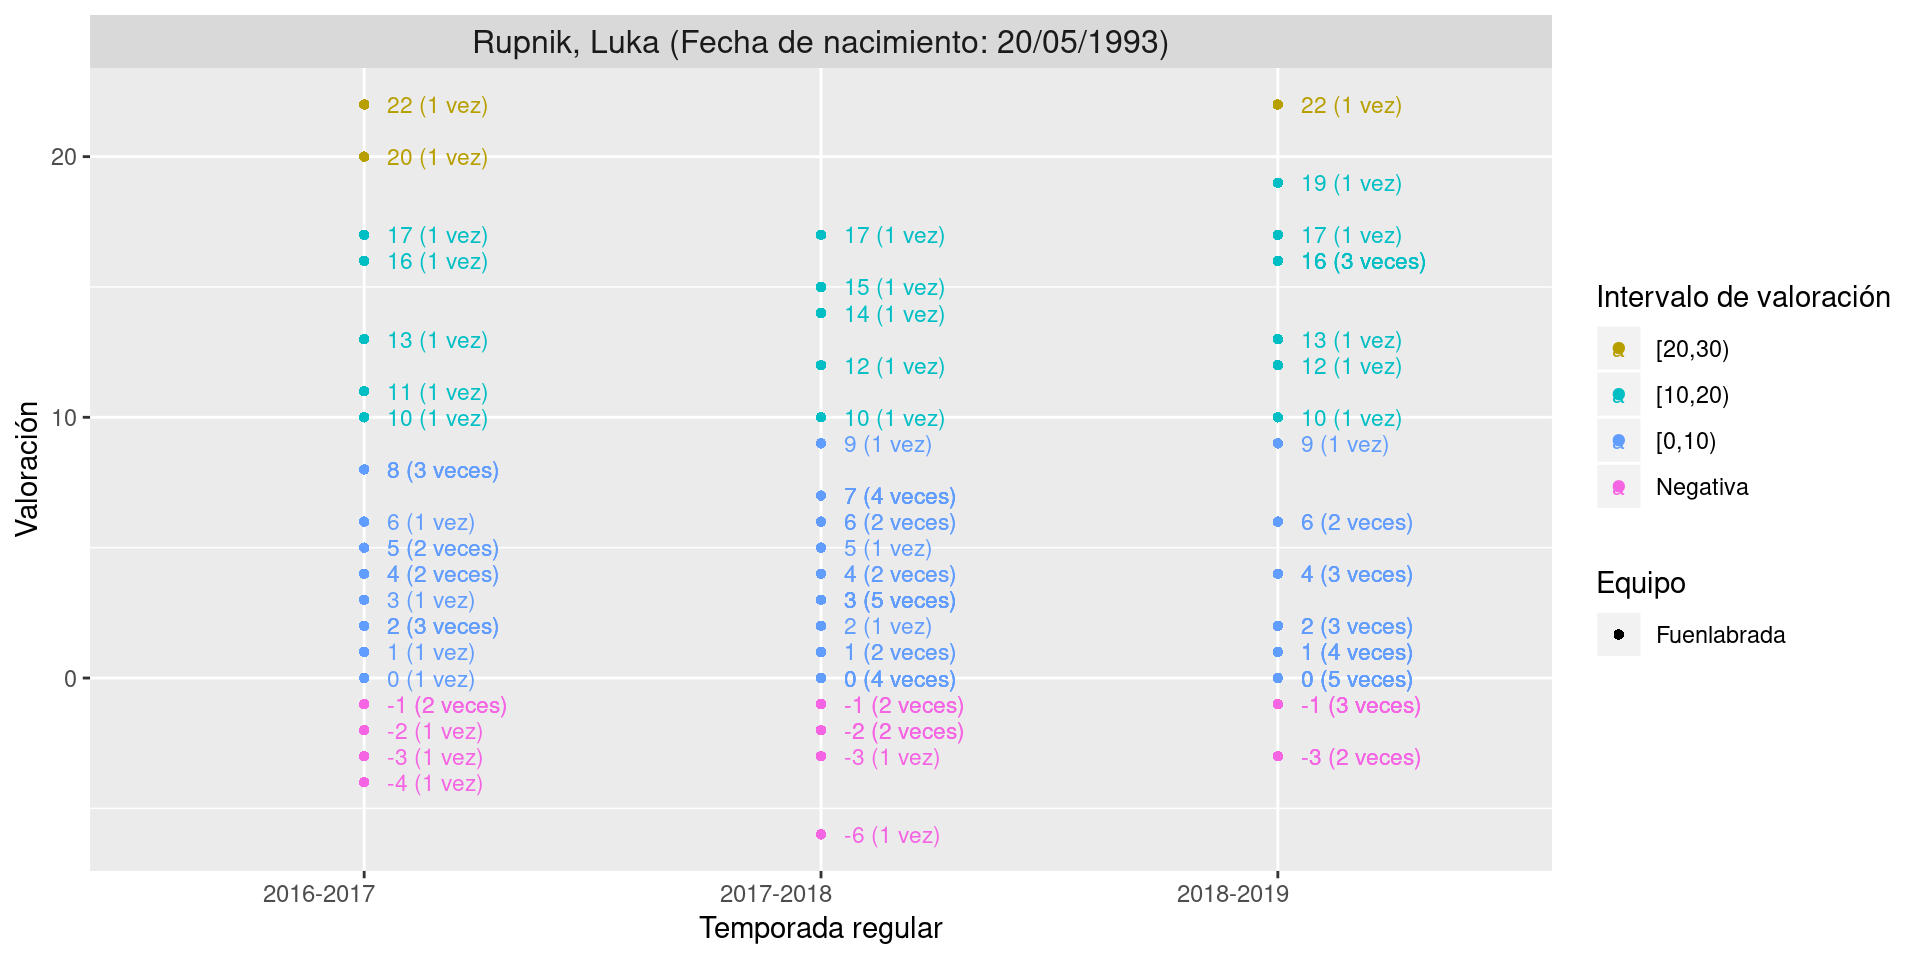 Rupnik, Luka (Fecha de nacimiento: 20/05/1993)
22 (1 vez) 22 (1 vez)
20 20 (1 vez)
19 (1 vez)
17 (1 vez) 17 (1 vez) 17 (1 vez)
16 (1 vez) 16 (3 veces)
15 (1 vez)
14 (1 vez)
13 (1 vez) 13 (1 vez)
12 (1 vez) 12 (1 vez)
11 (1 vez)
10 10 (1 vez) 10 (1 vez) 10 (1 vez)
9 (1 vez) 9 (1 vez)
8 (3 veces)
7 (4 veces)
6 (1 vez) 6 (2 veces) 6 (2 veces)
5 (2 veces) 5 (1 vez)
4 (2 veces) 4 (2 veces) 4 (3 veces)
3 (1 vez) 3 (5 veces)
2 (3 veces) 2 (1 vez) 2 (3 veces)
1 (1 vez) 1 (2 veces) 1 (4 veces)
0 0 (1 vez) 0 (4 veces) 0 (5 veces)
-1 (2 veces) -1 (2 veces) -1 (3 veces)
-2 (1 vez) -2 (2 veces)
-3 (1 vez) -3 (1 vez) -3 (2 veces)
-4 (1 vez)
-6 (1 vez)
Valoración
2016-2017 2017-2018 2018-2019
Temporada regular
Intervalo de valoración
[20,30)
[10,20)
[0,10)
Negativa
Equipo
Fuenlabrada